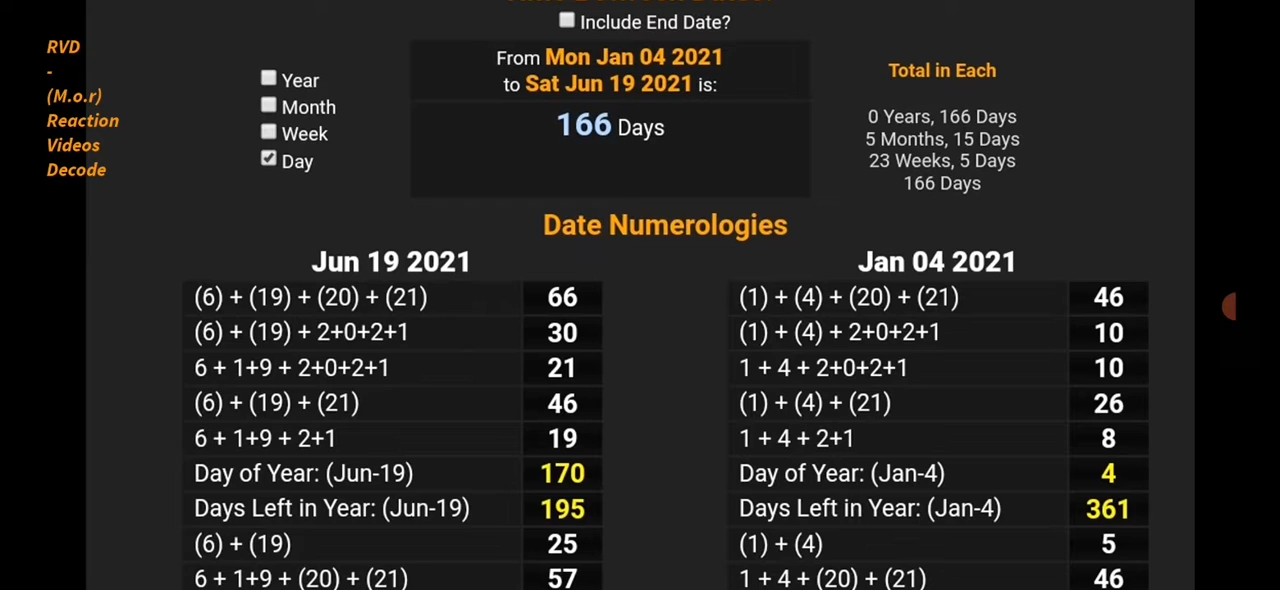 Include End Date?
RVD
-
(M.o.r)
Reaction
Videos
Decode
Year
Month
Week
Day
From Mon Jan 04 2021
to Sat Jun 19 2021 is:
166 Days
Total in Each
0 Years, 166 Days
5 Months, 15 Days
23 Weeks, 5 Days
166 Days
Date Numerologies
Jun 19 2021
(6) + (19) + (20) + (21) 66
(6) + (19) + 2+0+2+1 30
6 + 1+9 + 2+0+2+1 21
(6) + (19) + (21) 46
6 + 1+9 + 2+1 19
Day of Year: (Jun-19) 170
Days Left in Year: (Jun-19) 195
(6) + (19) 25
6 + 1+9 + (20) + (21) 57
Jan 04 2021
(1) + (4) + (20) + (21) 46
(1) + (4) + 2+0+2+1 10
1 + 4 + 2+0+2+1 10
(1) + (4) + (21) 26
1 + 4 + 2+1 8
Day of Year: (Jan-4) 4
Days Left in Year: (Jan-4) 361
(1) + (4) 5
1 + 4 + (20) + (21) 46